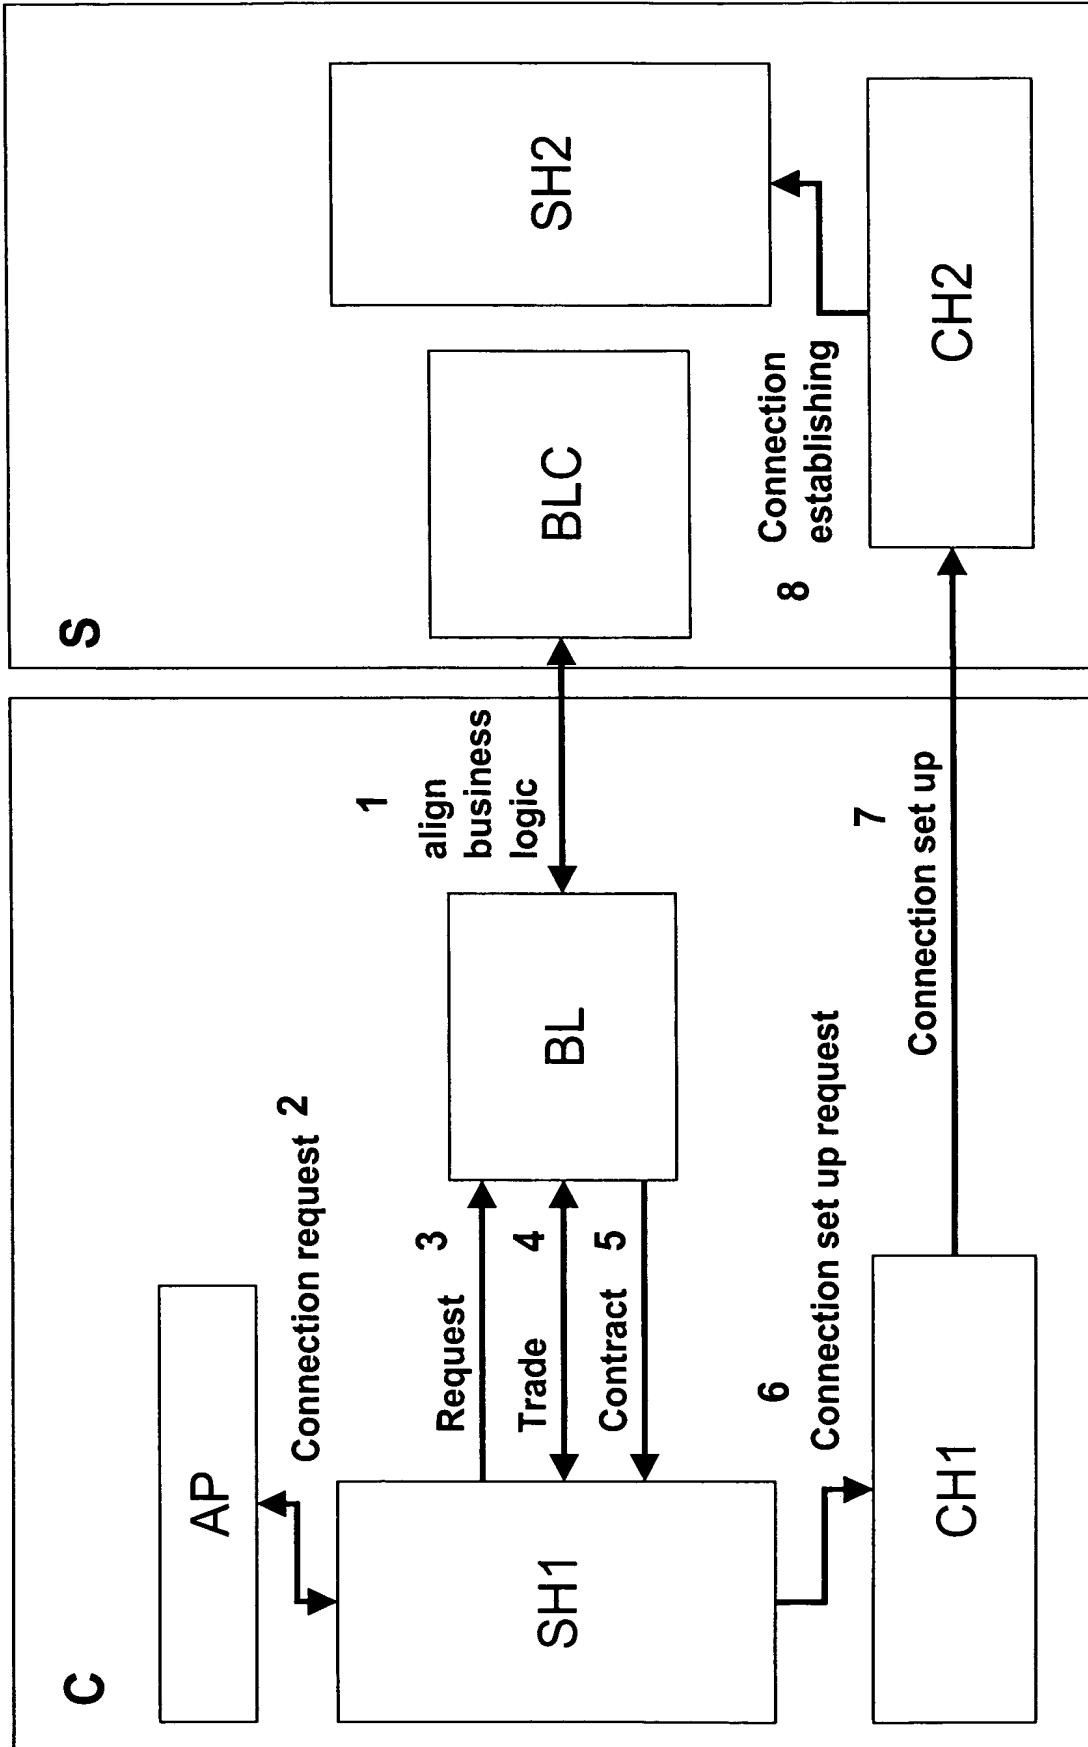 C
S
AP
Connection request 2
SH1
3
Request
4
Trade
5
Contract
BL
1
align
business
logic
BLC
SH2
6
Connection set up request
CH1
7
Connection set up
8
Connection
establishing
CH2